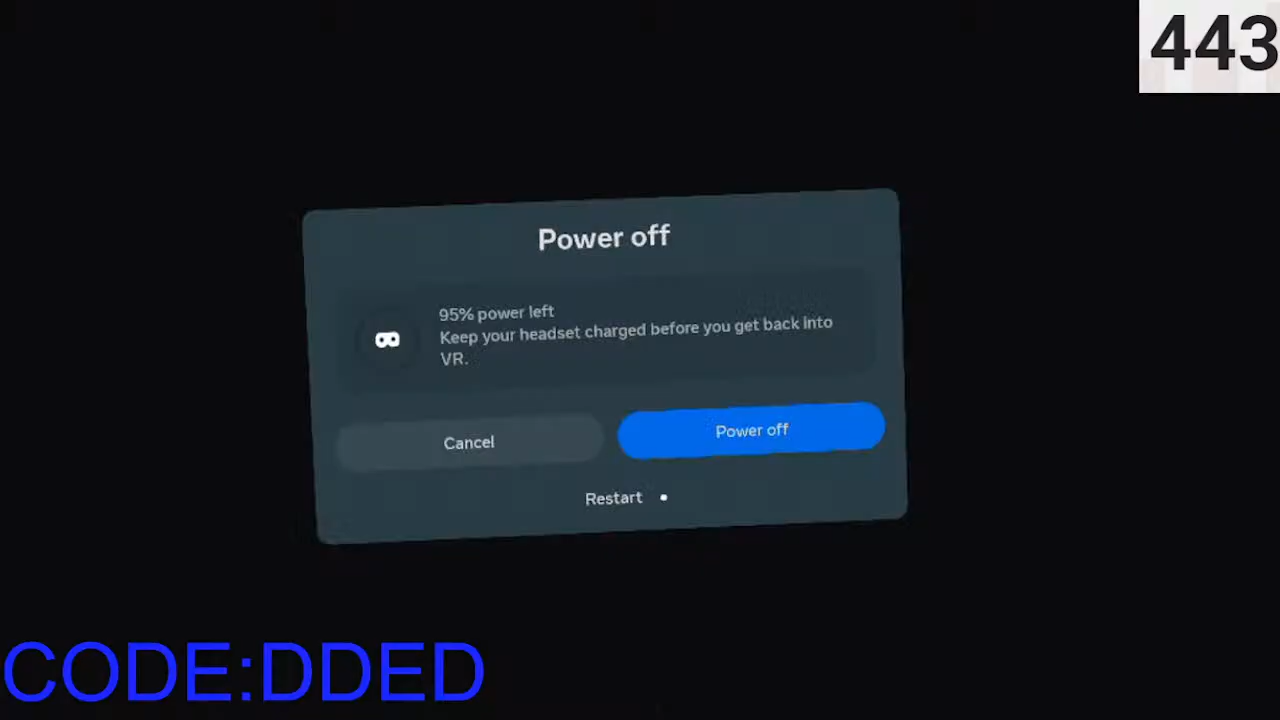 443
Power off
95% power left
Keep your headset charged before you get back into
VR.
Cancel
Power off
Restart
CODE:DDED